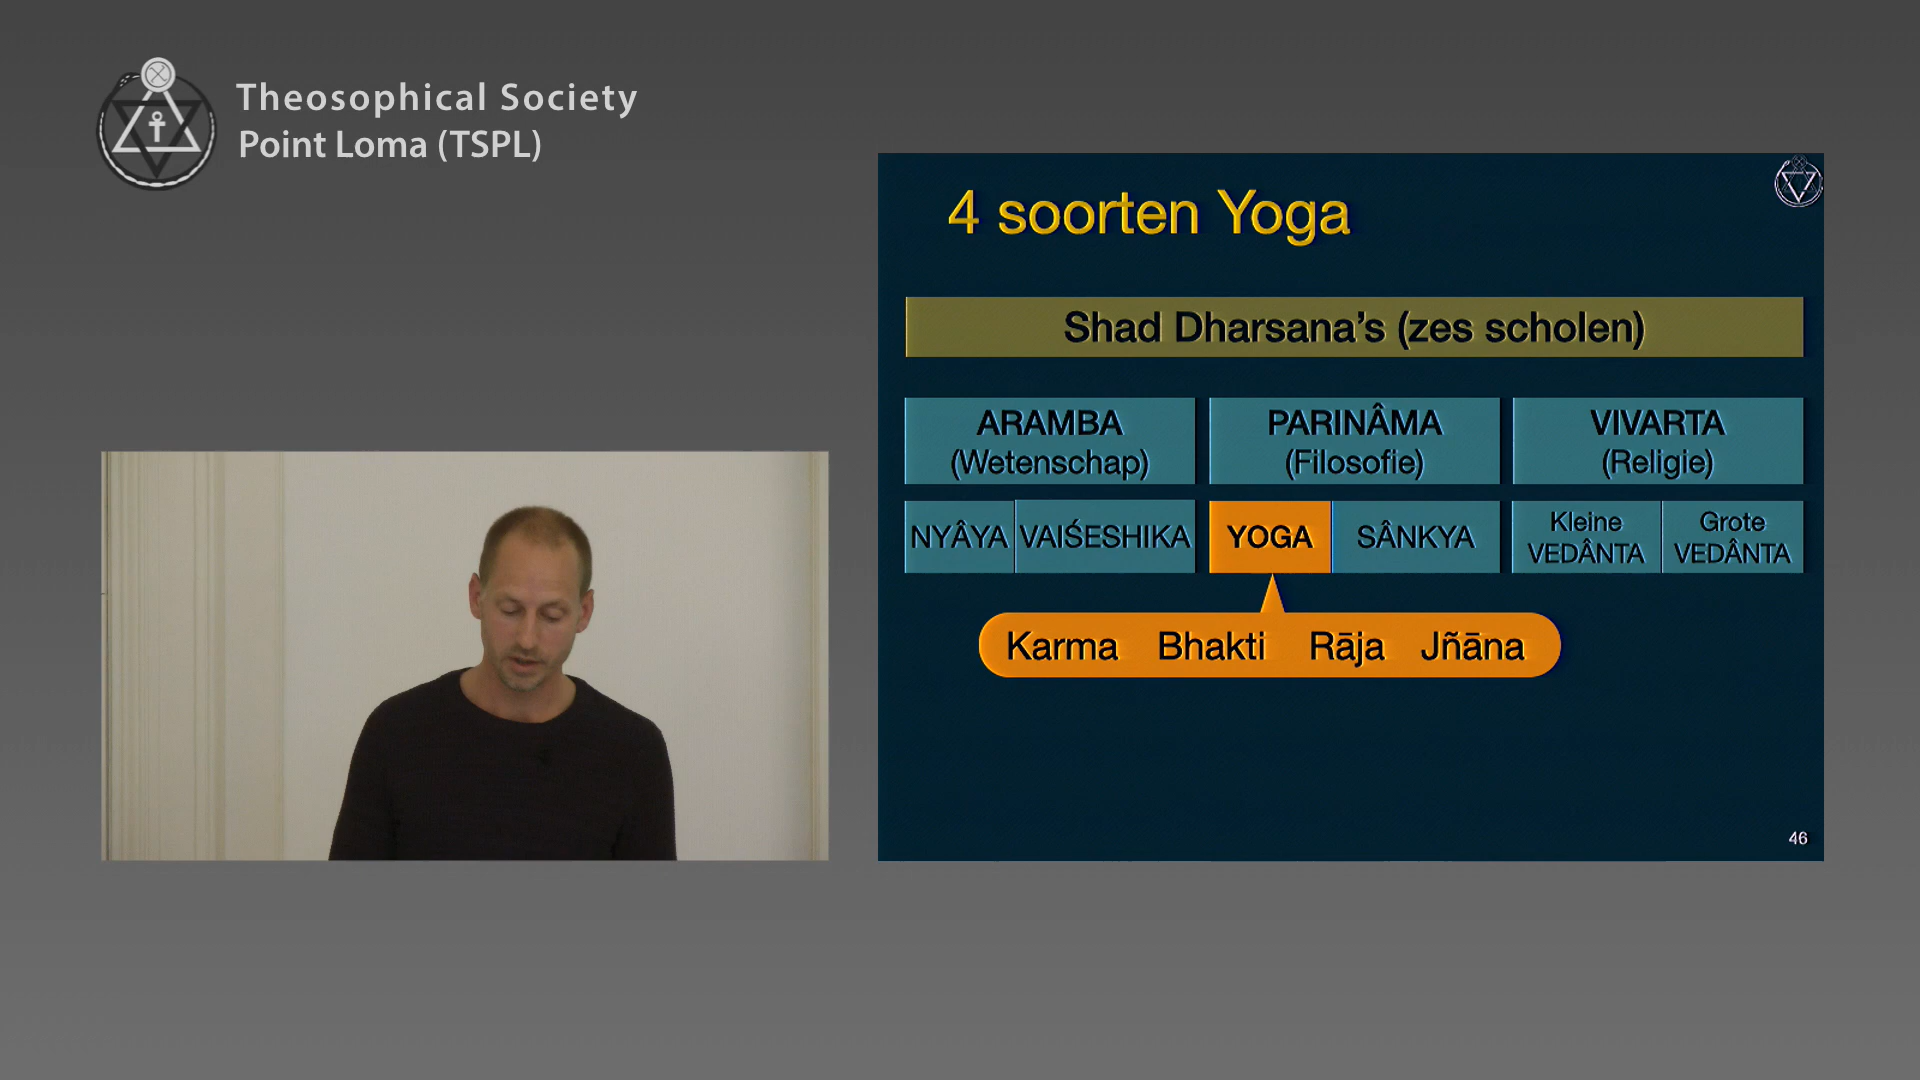 Theosophical Society
Point Loma (TSPL)
4 soorten Yoga
Shad Dharsana’s (zes scholen)
ARAMBA
(Wetenschap)
PARINÂMA
(Filosofie)
VIVARTA
(Religie)
NYÂYA
VAIŚESHIKA
YOGA
SÂNKYA
Kleine
VEDÂNTA
Grote
VEDÂNTA
Karma Bhakti Rāja Jñāna
46